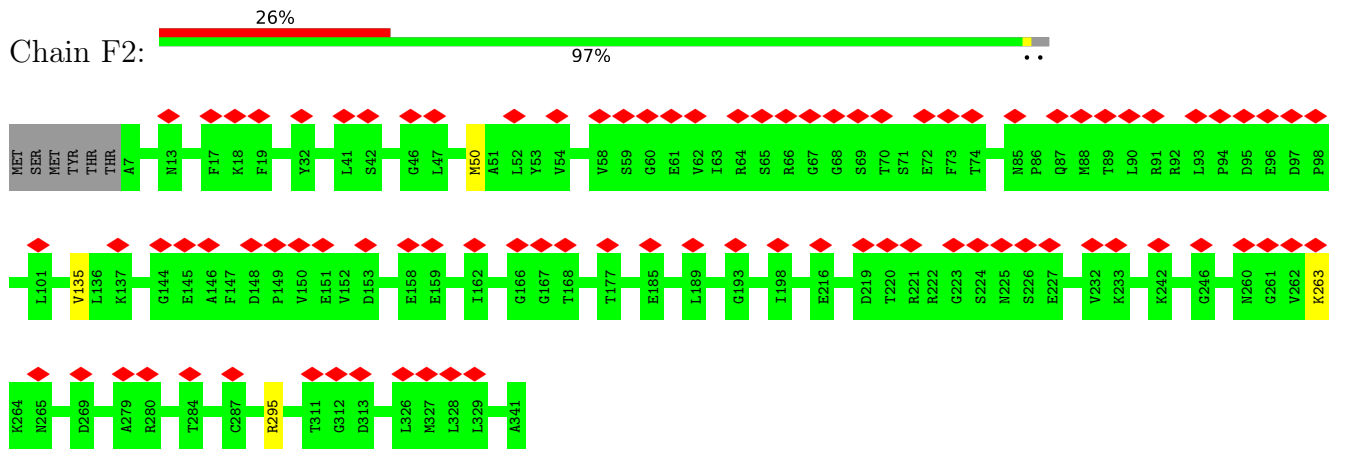 26%
Chain F2:
97%
• •
MET SER MET TYR THR THR A7 N13 F17 K18 F19 Y32 L41 S42 G46 L47 M50 A51 L52 Y53 V54 V58 S59 G60 E61 V62 I63 R64 S65 R66 G67 G68 S69 T70 S71 E72 F73 T74 N85 P86 Q87 M88 T89 L90 R91 R92 L93 P94 D95 E96 D97 P98
L101 V135 L136 K137 G144 E145 A146 F147 D148 P149 V150 E151 V152 D153 E158 E159 I162 G166 G167 T168 T177 E185 L189 G193 I198 E216 D219 T220 R221 R222 G223 S224 N225 S226 E227 V232 K233 K242 G246 N260 G261 V262 K263
K264 N265 D269 A279 R280 T284 C287 R295 T311 G312 D313 L326 M327 L328 L329 A341